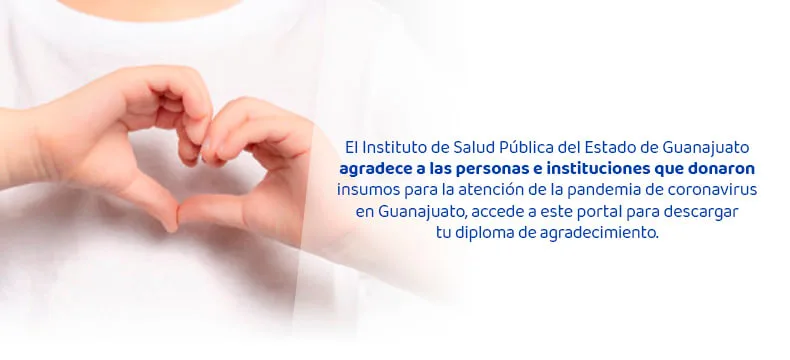 El Instituto de Salud Pública del Estado de Guanajuato
agradece a las personas e instituciones que donaron
insumos para la atención de la pandemia de coronavirus
en Guanajuato, accede a este portal para descargar
tu diploma de agradecimiento.